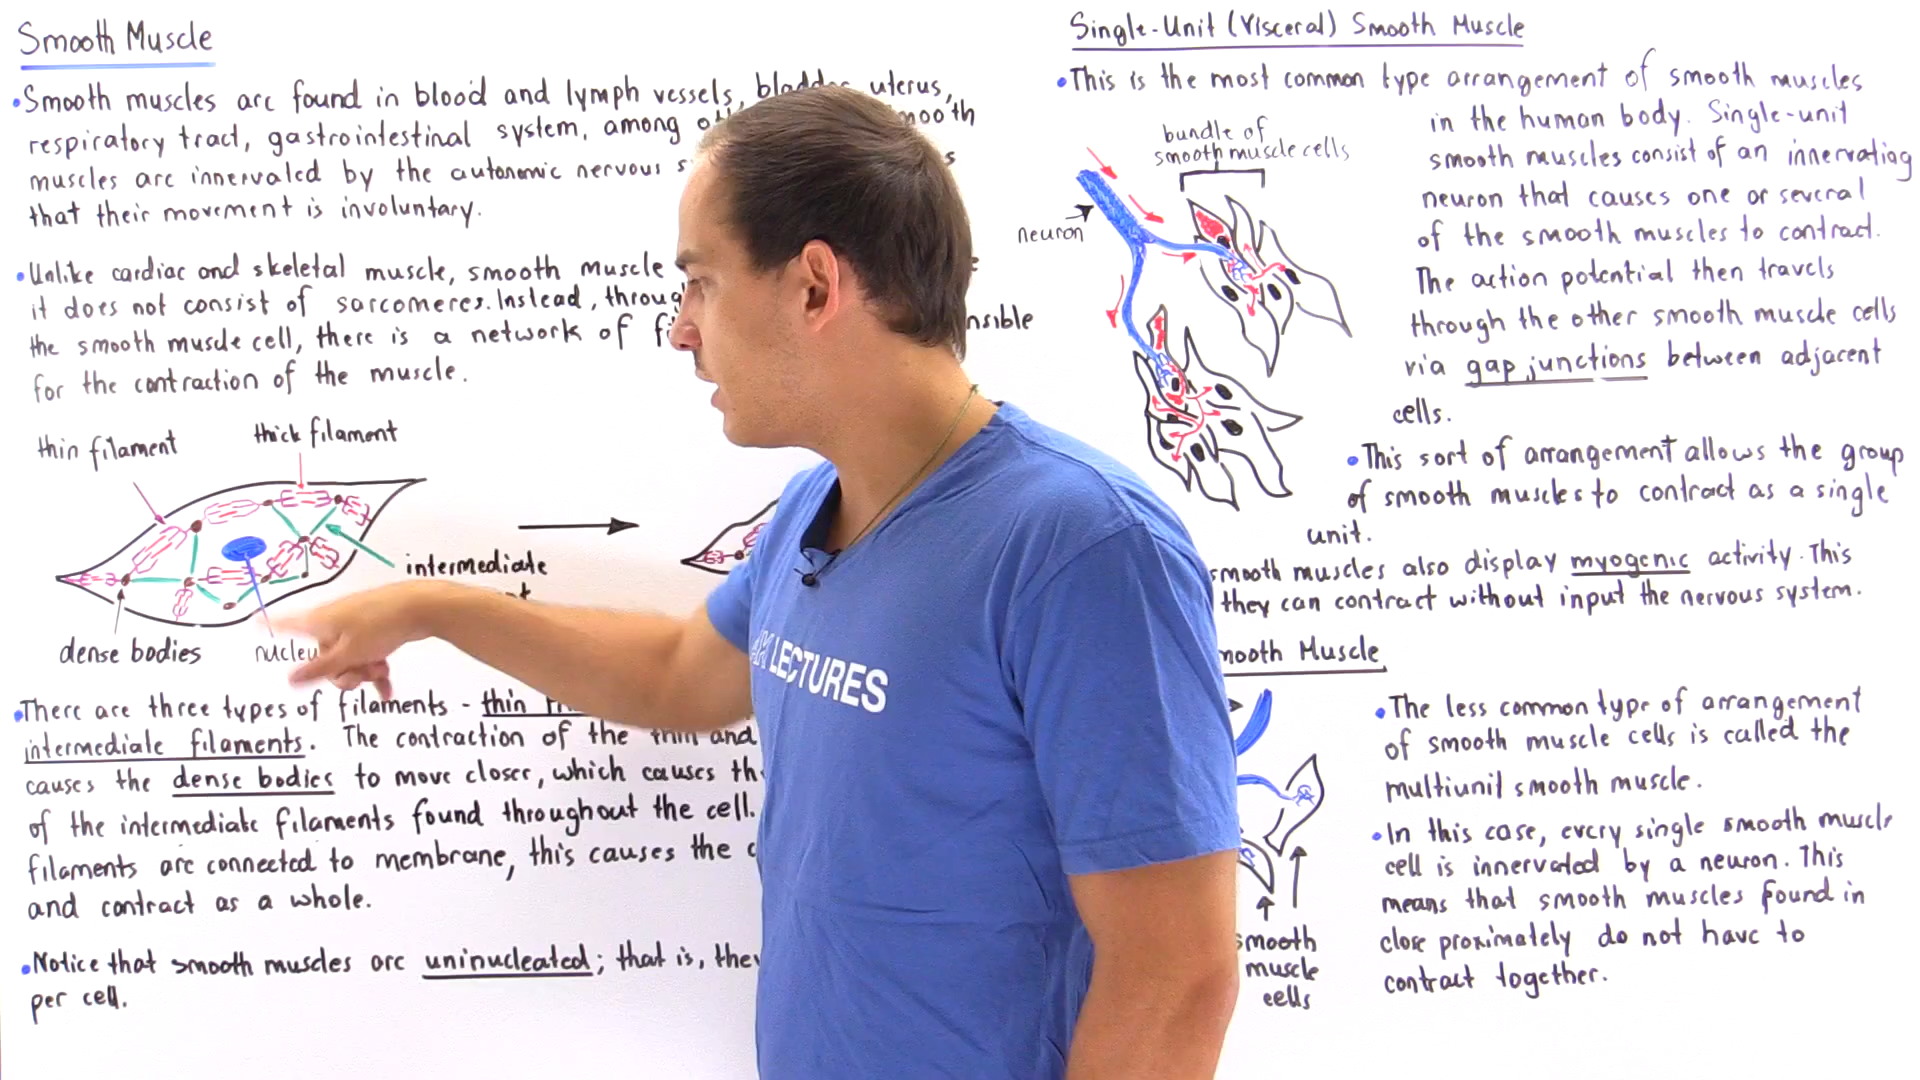 Smooth Muscle
•Smooth muscles are found in blood and lymph vessels, bladder uterus,
respiratory tract, gastrointestinal system, among
muscles are innervated by the autonomic nervous
that their movement is involuntary.
•Unlike cardiac and skeletal muscle, smooth muscle
it does not consist of sarcomeres. Instead,
the smooth muscle cell, there is a network of
for the contraction of the muscle.
thin filament
thick filament
intermediate
dense bodies
•There are three types of filaments - thin
intermediate filaments. The contraction of the thin and
causes the dense bodies to move closer, which causes
of the intermediate filaments found throughout the cell.
filaments are connected to membrane, this causes the
and contract as a whole.
•Notice that smooth muscles are uninucleated; that is,
per cell.
AK LECTURES
Single-Unit (Visceral) Smooth Muscle
•This is the most common type arrangement of smooth muscles
in the human body. Single-unit
smooth muscles consist of an innervating
neuron that causes one or several
of the smooth muscles to contract.
The action potential then travels
through the other smooth muscle cells
via gap junctions between adjacent
cells.
bundle of
smooth muscle cells
neuron
•This sort of arrangement allows the group
of smooth muscles to contract as a single
unit.
smooth muscles also display myogenic activity. This
they can contract without input the nervous system.
Muscle
•The less common type of arrangement
of smooth muscle cells is called the
multiunit smooth muscle.
•In this case, every single smooth muscle
cell is innervated by a neuron. This
means that smooth muscles found in
close proximately do not have to
contract together.
smooth
muscle
cells